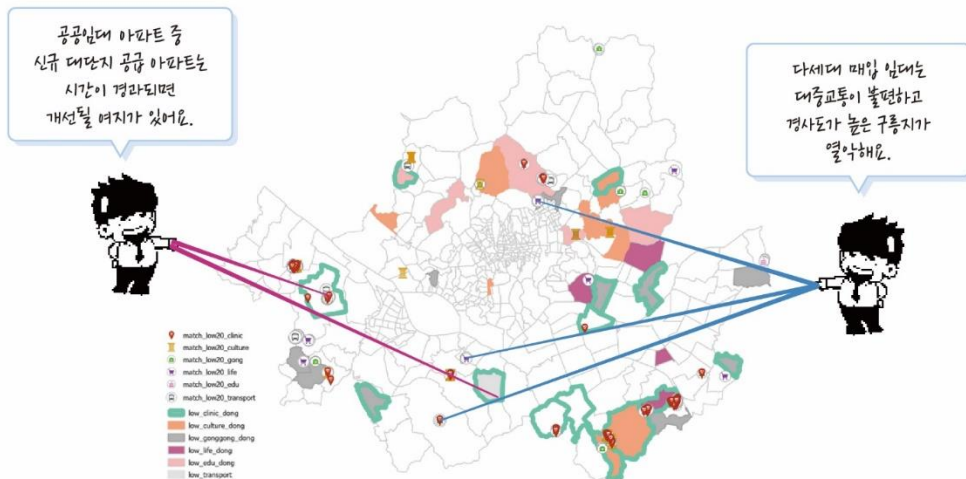 공공임대 아파트 중
신규 대단지 공급 아파트는
시간이 경과되면
개선될 여지가 있어요.
다세대 매입 임대는
대중교통이 불편하고
경사도가 높은 구릉지가
열악해요.
match_low20_clinic
match_low20_culture
match_low20_gong
match_low20_life
match_low20_edu
match_low20_transport
low_clinic_dong
low_culture_dong
low_gonggong_dong
low_life_dong
low_edu_dong
low_transport